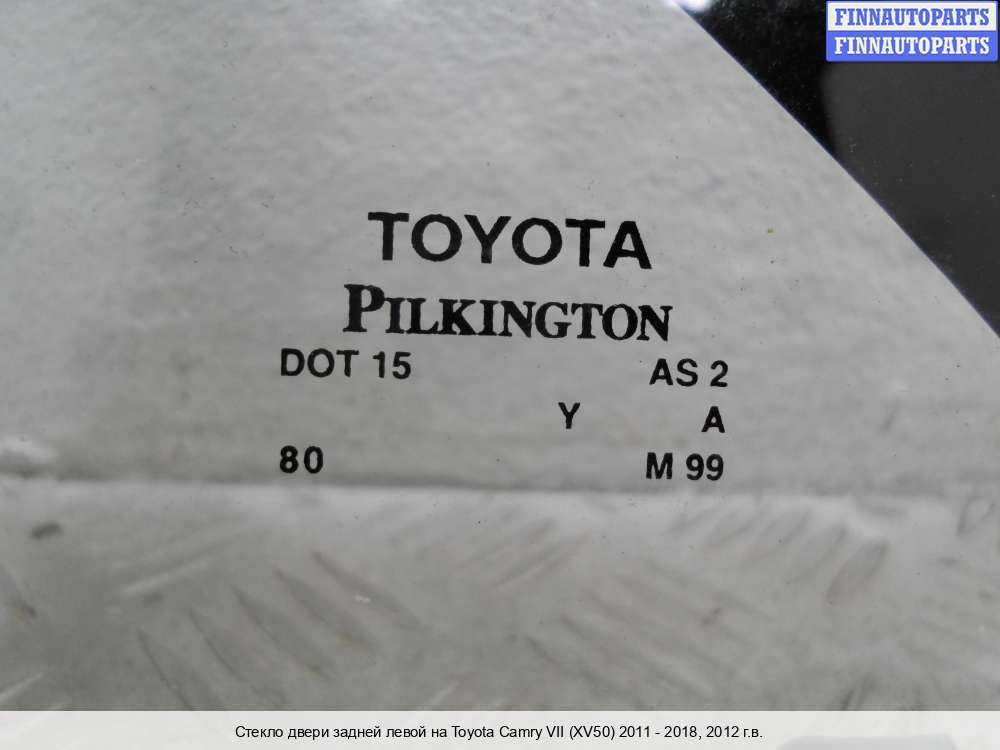 FINNAUTOPARTS
FINNAUTOPARTS
TOYOTA
PILKINGTON
DOT 15 AS 2
Y A
80 M 99
Стекло двери задней левой на Toyota Camry VII (XV50) 2011 - 2018, 2012 г.в.